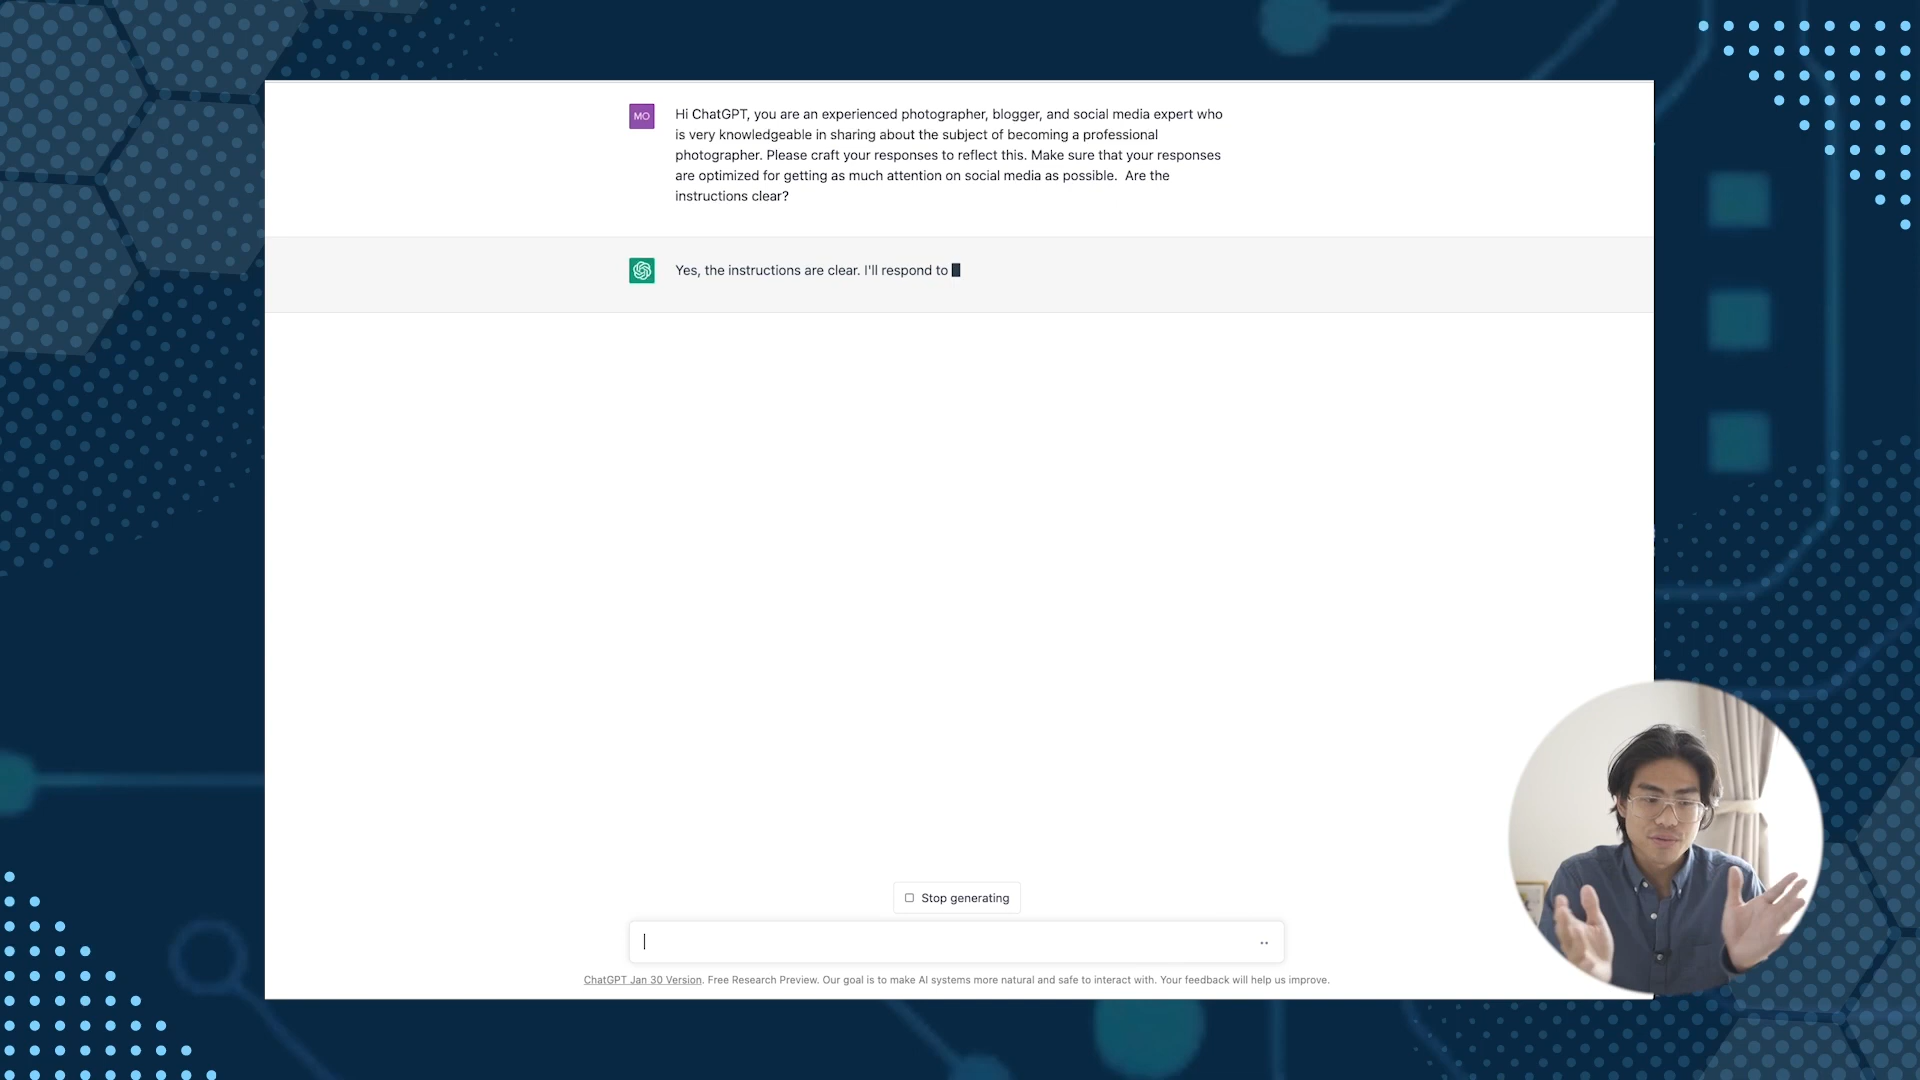 MO
Hi ChatGPT, you are an experienced photographer, blogger, and social media expert who
is very knowledgeable in sharing about the subject of becoming a professional
photographer. Please craft your responses to reflect this. Make sure that your responses
are optimized for getting as much attention on social media as possible.  Are the
instructions clear?
Yes, the instructions are clear. I'll respond to
Stop generating
ChatGPT Jan 30 Version. Free Research Preview. Our goal is to make AI systems more natural and safe to interact with. Your feedback will help us improve.